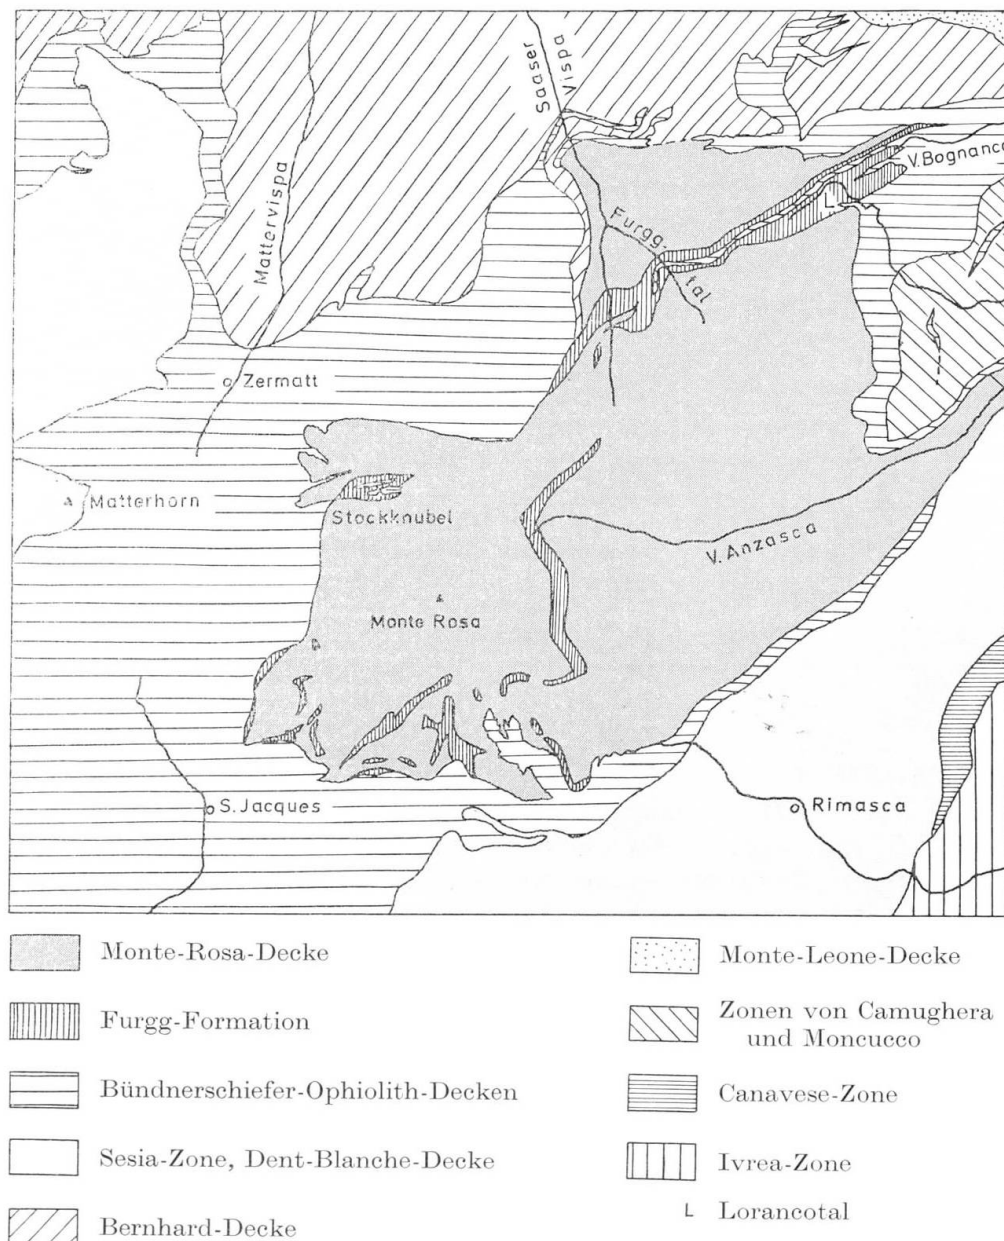 Saaser
Vispa
Mattervispa
V. Bognanco
L
Furgg-
tal
Zermatt
Matterhorn
Stockknubel
V. Anzasca
Monte Rosa
S. Jacques
Rimasca
Monte-Rosa-Decke
Furgg-Formation
Bündnerschiefer-Ophiolith-Decken
Sesia-Zone, Dent-Blanche-Decke
Bernhard-Decke
Monte-Leone-Decke
Zonen von Camughera
und Moncucco
Canavese-Zone
Ivrea-Zone
L Lorancotal